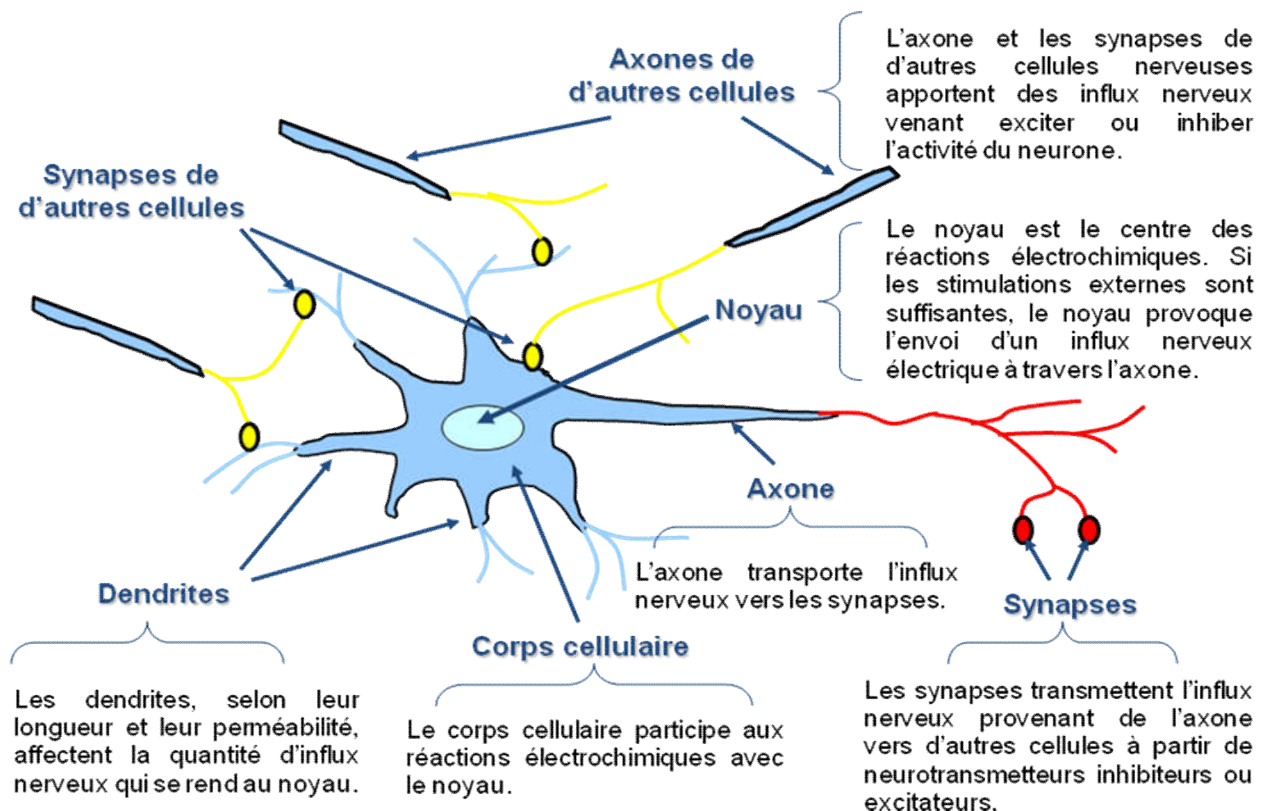 Axones de
d'autres cellules
L'axone et les synapses de
d'autres cellules nerveuses
apportent des influx nerveux
venant exciter ou inhiber
l'activité du neurone.
Synapses de
d'autres cellules
Noyau
Le noyau est le centre des
réactions électrochimiques. Si
les stimulations externes sont
suffisantes, le noyau provoque
l'envoi d'un influx nerveux
électrique à travers l'axone.
Axone
L'axone transporte l'influx
nerveux vers les synapses.
Dendrites
Les dendrites, selon leur
longueur et leur perméabilité,
affectent la quantité d'influx
nerveux qui se rend au noyau.
Corps cellulaire
Le corps cellulaire participe aux
réactions électrochimiques avec
le noyau.
Synapses
Les synapses transmettent l'influx
nerveux provenant de l'axone
vers d'autres cellules à partir de
neurotransmetteurs inhibiteurs ou
excitateurs.